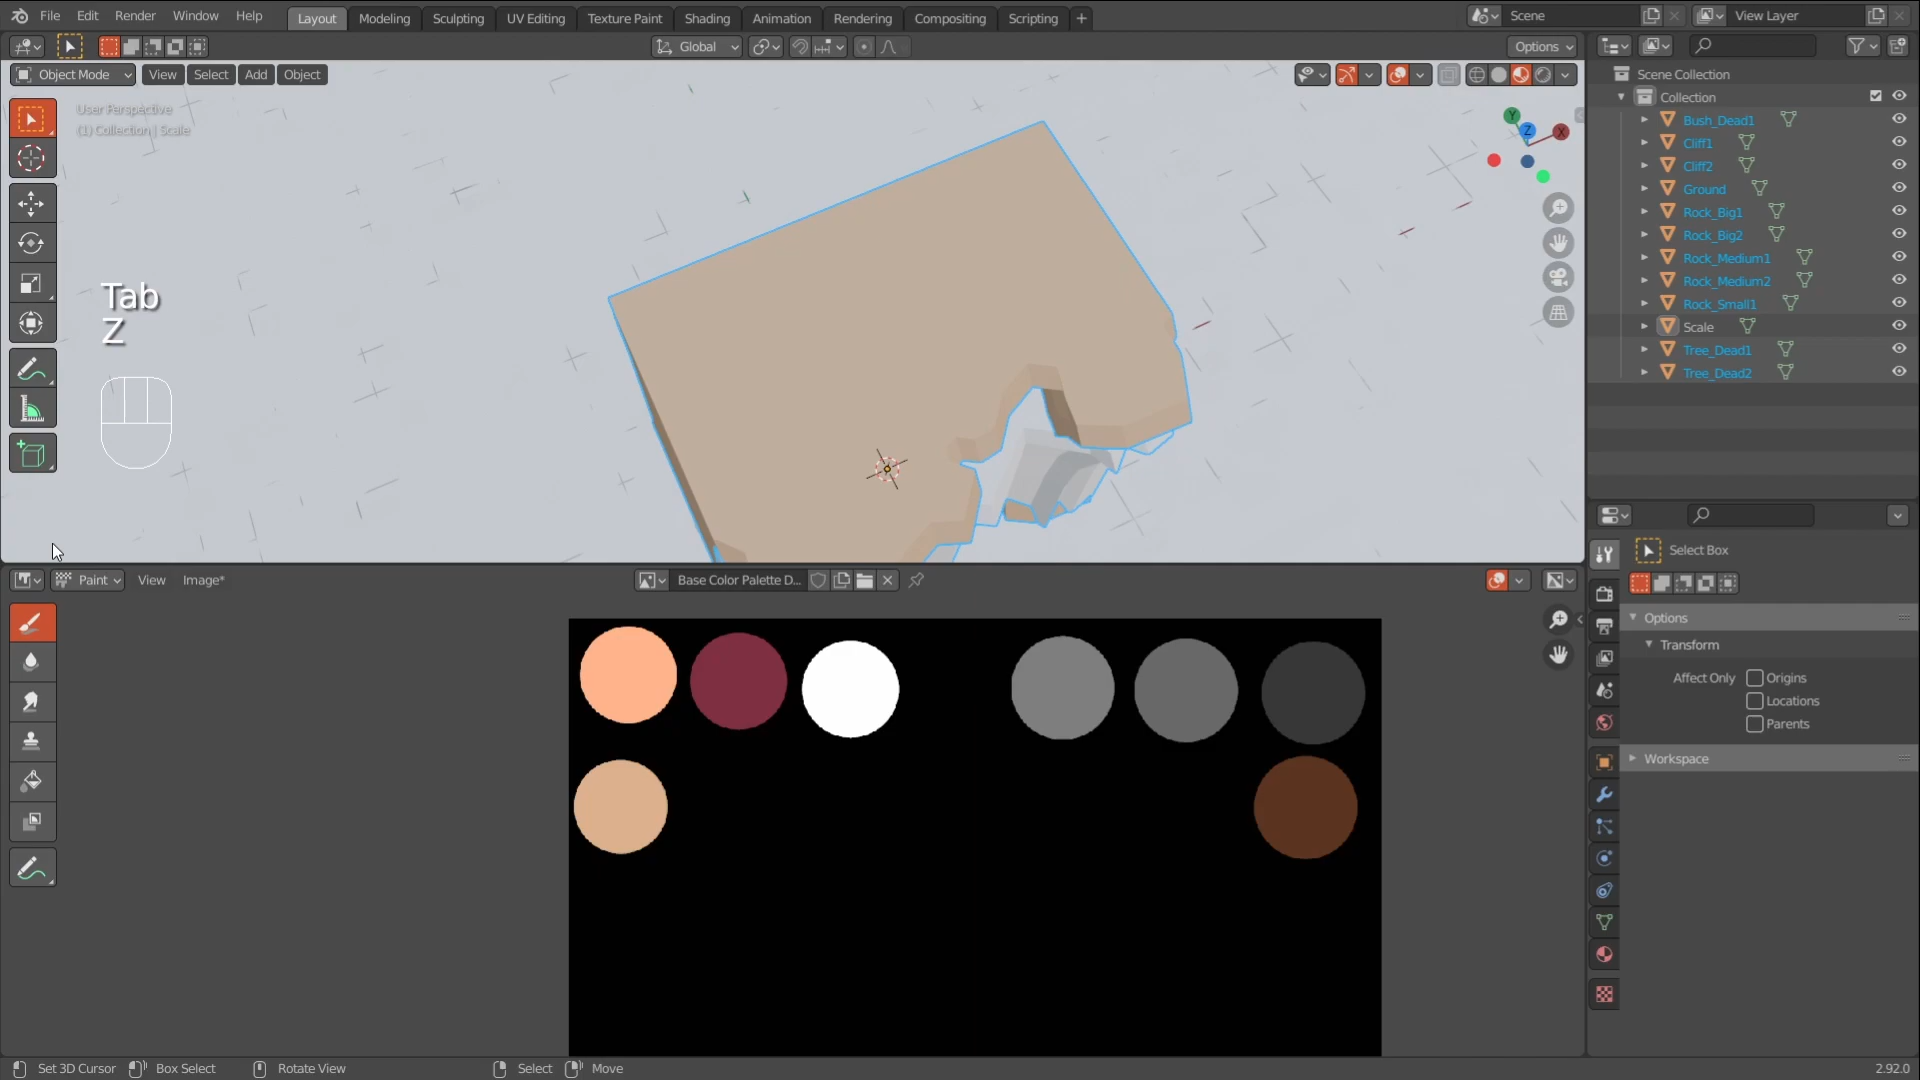 File Edit Render Window Help Layout Modeling Sculpting UV Editing Texture Paint Shading Animation Rendering Compositing Scripting + Scene View Layer
Global Options
Object Mode View Select Add Object
User Perspective
(1) Collection | Scale
Tab
Z
Y
Z
X
Scene Collection
Collection
Bush_Dead1
Cliff1
Cliff2
Ground
Rock_Big1
Rock_Big2
Rock_Medium1
Rock_Medium2
Rock_Small1
Scale
Tree_Dead1
Tree_Dead2
Select Box
Options
Transform
Affect Only Origins
Locations
Parents
Workspace
Paint View Image* Base Color Palette D...
Set 3D Cursor Box Select Rotate View Select Move 2.92.0